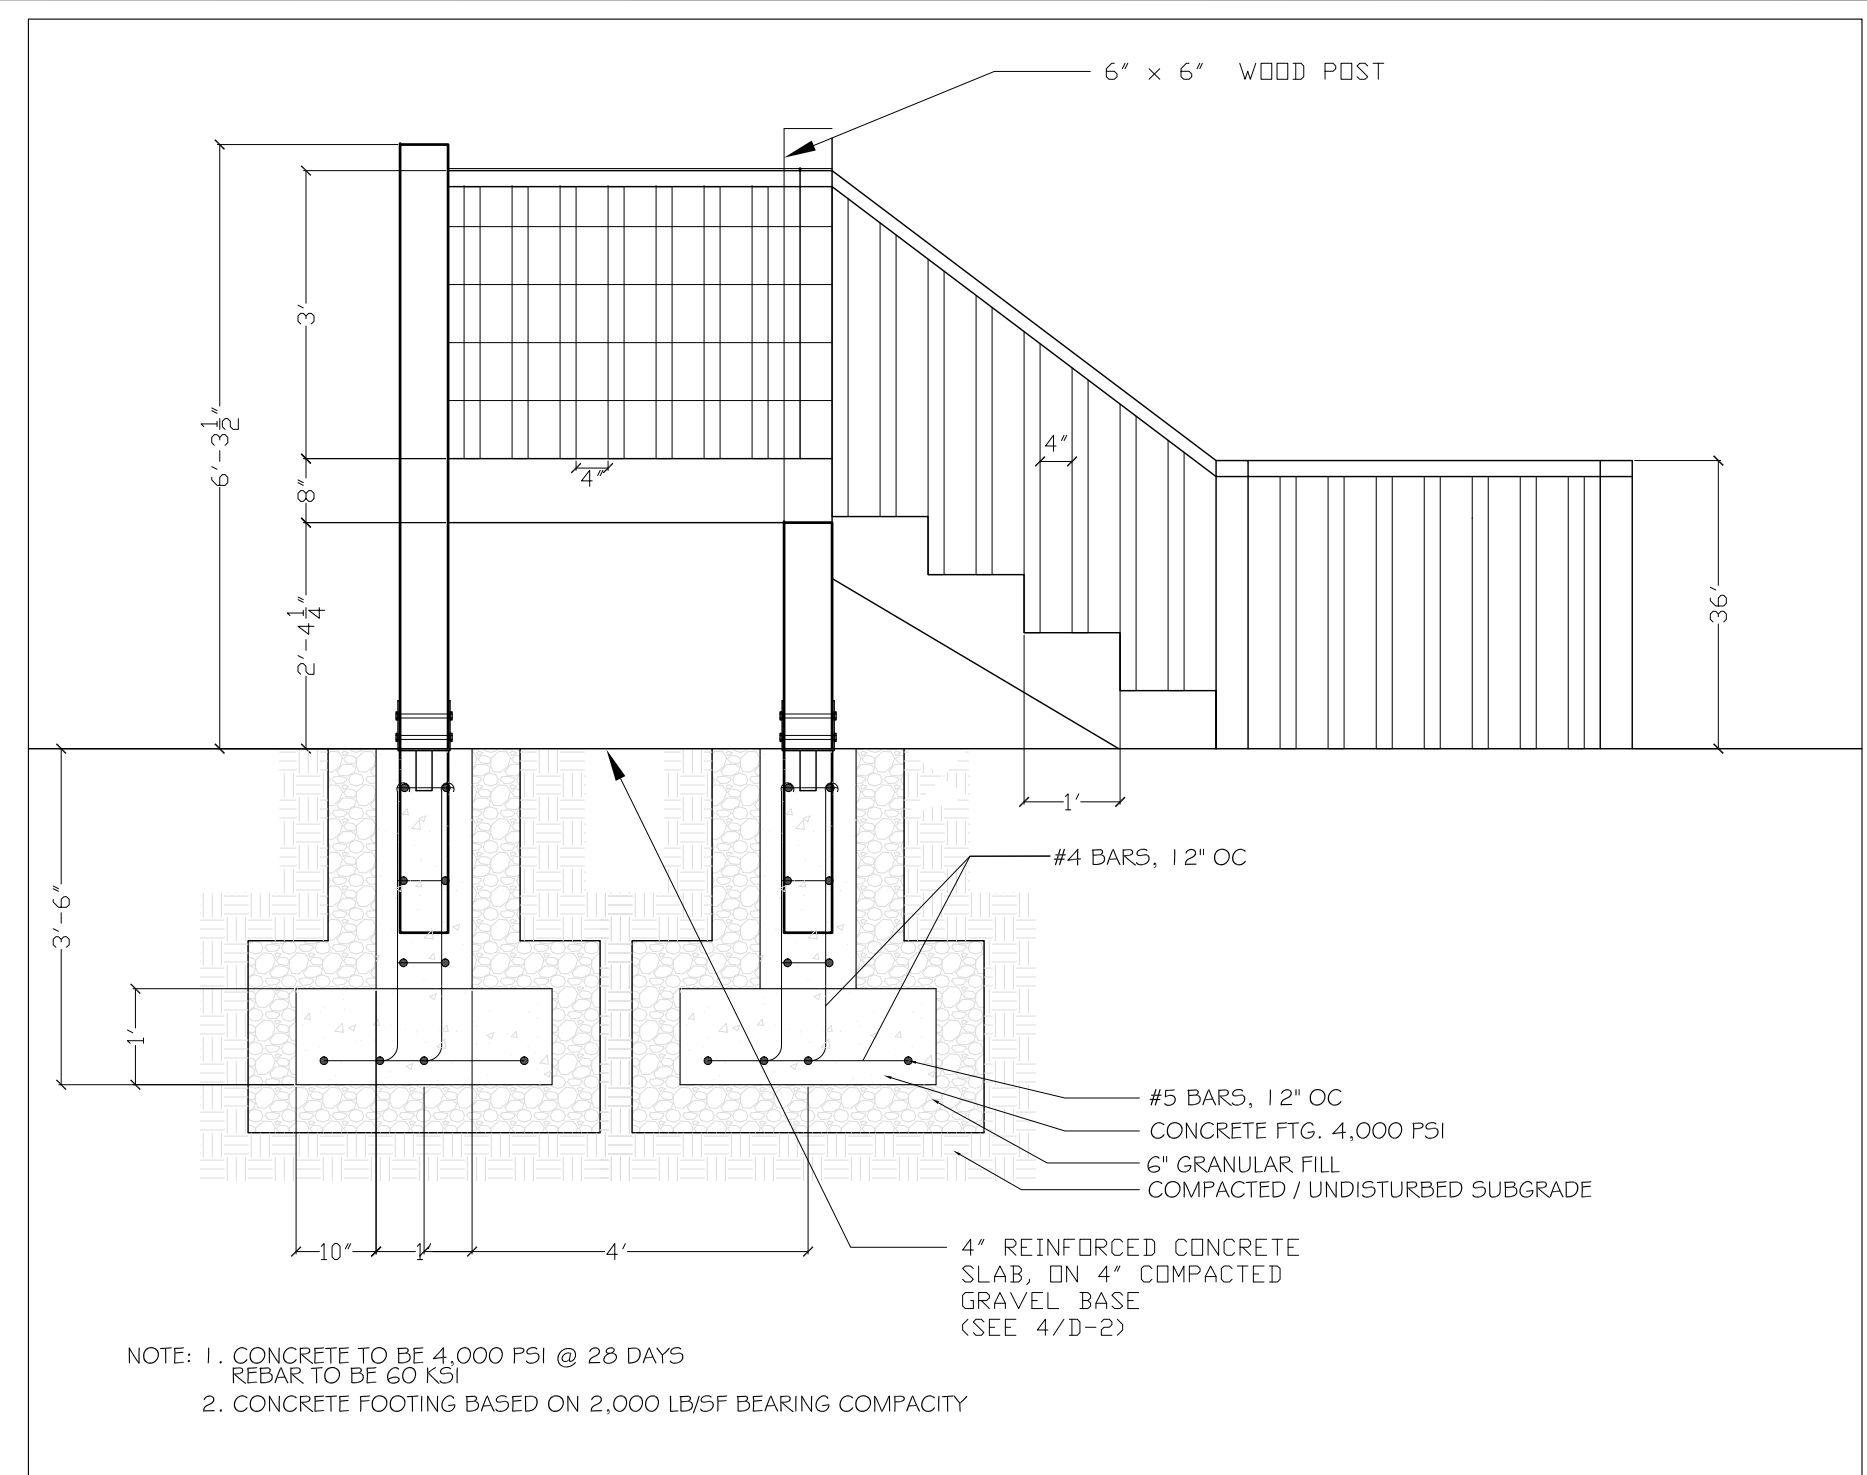 6" x 6" WOOD POST
3'
6'-3 1/2"
4"
4"
8"
2'-4 1/4"
36'
1'
#4 BARS, 12" OC
3'-6"
1'
#5 BARS, 12" OC
CONCRETE FTG. 4,000 PSI
6" GRANULAR FILL
COMPACTED / UNDISTURBED SUBGRADE
10"
1'
4'
4" REINFORCED CONCRETE
SLAB, ON 4" COMPACTED
GRAVEL BASE
(SEE 4/D-2)
NOTE: 1. CONCRETE TO BE 4,000 PSI @ 28 DAYS
REBAR TO BE 60 KSI
2. CONCRETE FOOTING BASED ON 2,000 LB/SF BEARING COMPACITY